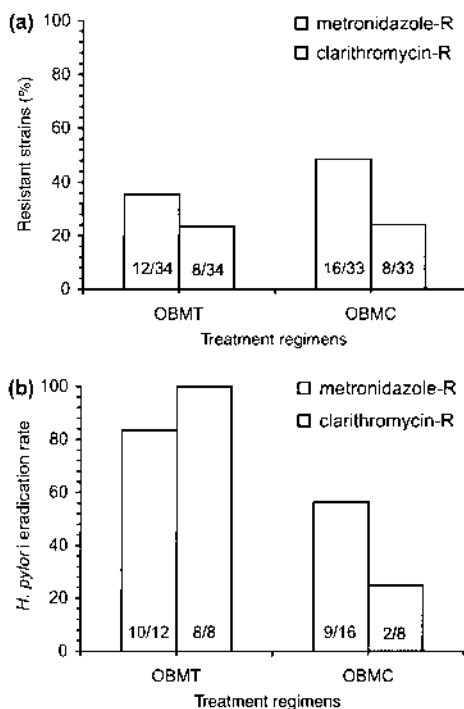 (a)
metronidazole-R
clarithromycin-R
Resistant strains (%)
100
80
60
40
20
0
12/34 8/34 16/33 8/33
OBMT OBMC
Treatment regimens
(b)
metronidazole-R
clarithromycin-R
H. pylori eradication rate
100
80
60
40
20
0
10/12 8/8 9/16 2/8
OBMT OBMC
Treatment regimens